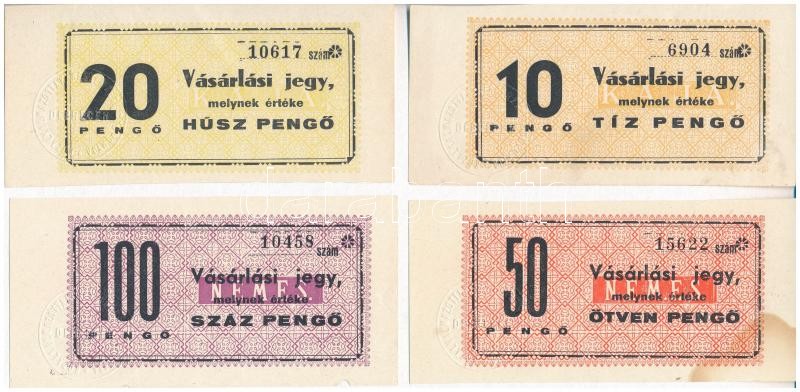 10617 szám
20
PENGŐ
Vásárlási jegy,
melynek értéke
HÚSZ PENGŐ
6904 szám
10
PENGŐ
Vásárlási jegy,
melynek értéke
TÍZ PENGŐ
10458 szám
100
PENGŐ
Vásárlási jegy,
NEMES
melynek értéke
SZÁZ PENGŐ
15622 szám
50
PENGŐ
Vásárlási jegy,
NEMES
melynek értéke
ÖTVEN PENGŐ
darabanth